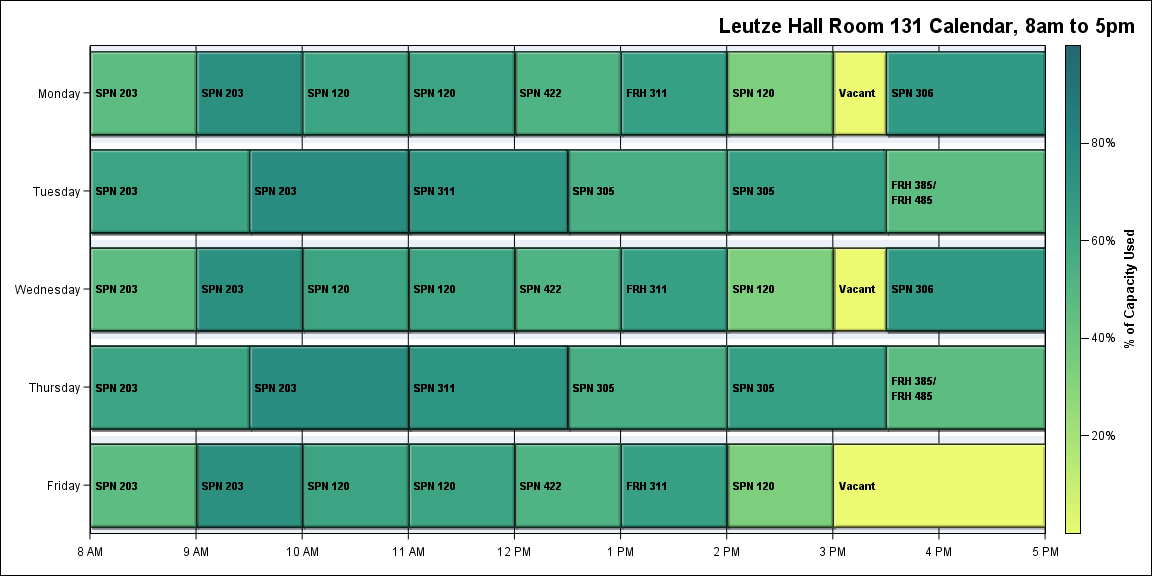 Leutze Hall Room 131 Calendar, 8am to 5pm
Monday
SPN 203
SPN 203
SPN 120
SPN 120
SPN 422
FRH 311
SPN 120
Vacant
SPN 306
Tuesday
SPN 203
SPN 203
SPN 311
SPN 305
SPN 305
FRH 385/
FRH 485
Wednesday
SPN 203
SPN 203
SPN 120
SPN 120
SPN 422
FRH 311
SPN 120
Vacant
SPN 306
Thursday
SPN 203
SPN 203
SPN 311
SPN 305
SPN 305
FRH 385/
FRH 485
Friday
SPN 203
SPN 203
SPN 120
SPN 120
SPN 422
FRH 311
SPN 120
Vacant
8 AM
9 AM
10 AM
11 AM
12 PM
1 PM
2 PM
3 PM
4 PM
5 PM
80%
60%
40%
20%
% of Capacity Used